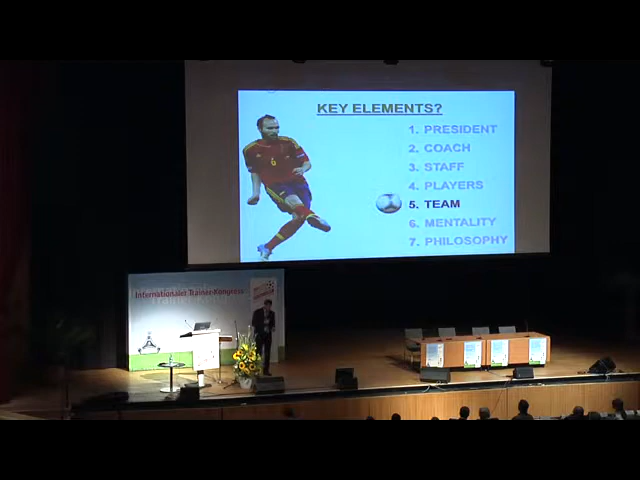 KEY ELEMENTS?
1. PRESIDENT
2. COACH
3. STAFF
4. PLAYERS
5. TEAM
6. MENTALITY
7. PHILOSOPHY
6
Internationaler Trainer-Kongress